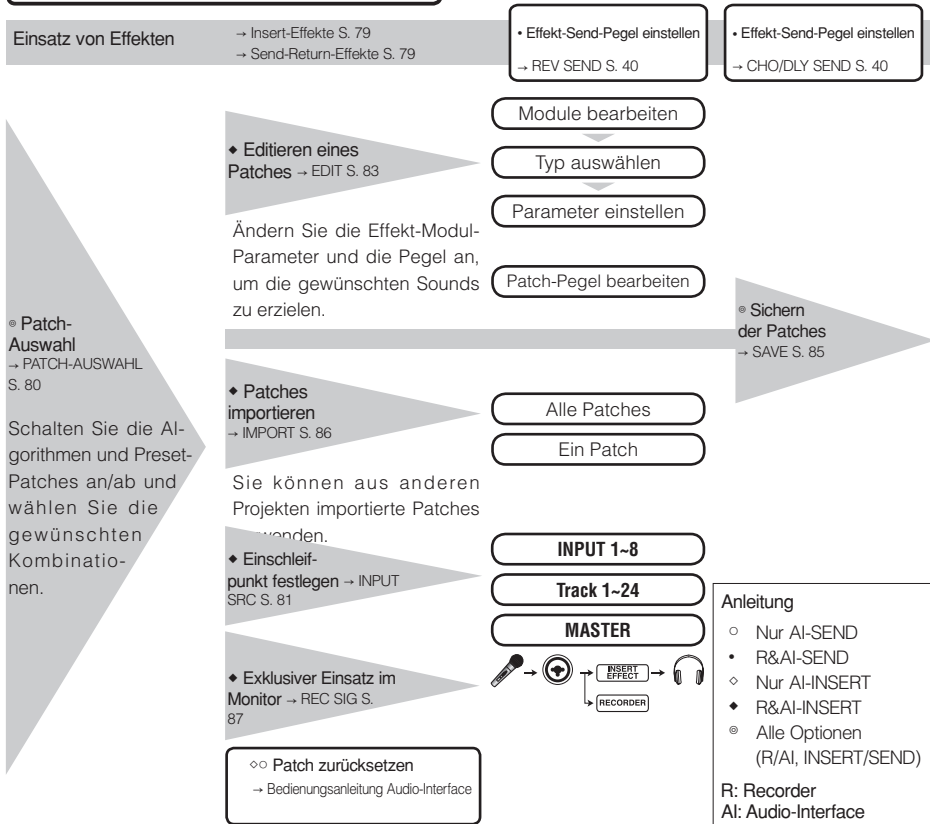 Einsatz von Effekten
→ Insert-Effekte S. 79
→ Send-Return-Effekte S. 79
• Effekt-Send-Pegel einstellen
→ REV SEND S. 40
• Effekt-Send-Pegel einstellen
→ CHO/DLY SEND S. 40
◎ Patch-
Auswahl
→ PATCH-AUSWAHL
S. 80
Schalten Sie die Al-
gorithmen und Preset-
Patches an/ab und
wählen Sie die
gewünschten
Kombinatio-
nen.
◆ Editieren eines
Patches → EDIT S. 83
Ändern Sie die Effekt-Modul-
Parameter und die Pegel an,
um die gewünschten Sounds
zu erzielen.
Module bearbeiten
Typ auswählen
Parameter einstellen
Patch-Pegel bearbeiten
◎ Sichern
der Patches
→ SAVE S. 85
◆ Patches
importieren
→ IMPORT S. 86
Sie können aus anderen
Projekten importierte Patches
Alle Patches
Ein Patch
◆ Einschleif-
punkt festlegen → INPUT
SRC S. 81
INPUT 1~8
Track 1~24
MASTER
◆ Exklusiver Einsatz im
Monitor → REC SIG S.
87
→ → INSERT EFFECT →
RECORDER
◇○ Patch zurücksetzen
→ Bedienungsanleitung Audio-Interface
Anleitung
○ Nur AI-SEND
• R&AI-SEND
◇ Nur AI-INSERT
◆ R&AI-INSERT
◎ Alle Optionen
(R/AI, INSERT/SEND)
R: Recorder
AI: Audio-Interface